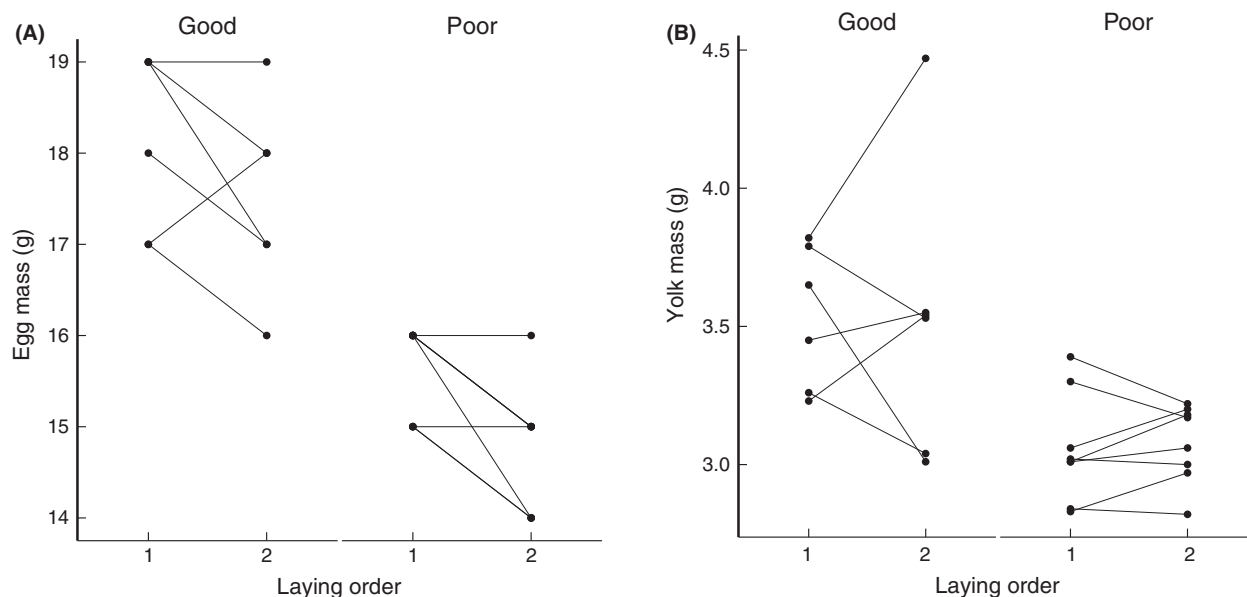 (A)
Good
Poor
19
18
17
16
15
14
Egg mass (g)
1
2
1
2
Laying order
(B)
Good
Poor
4.5
4.0
3.5
3.0
Yolk mass (g)
1
2
1
2
Laying order